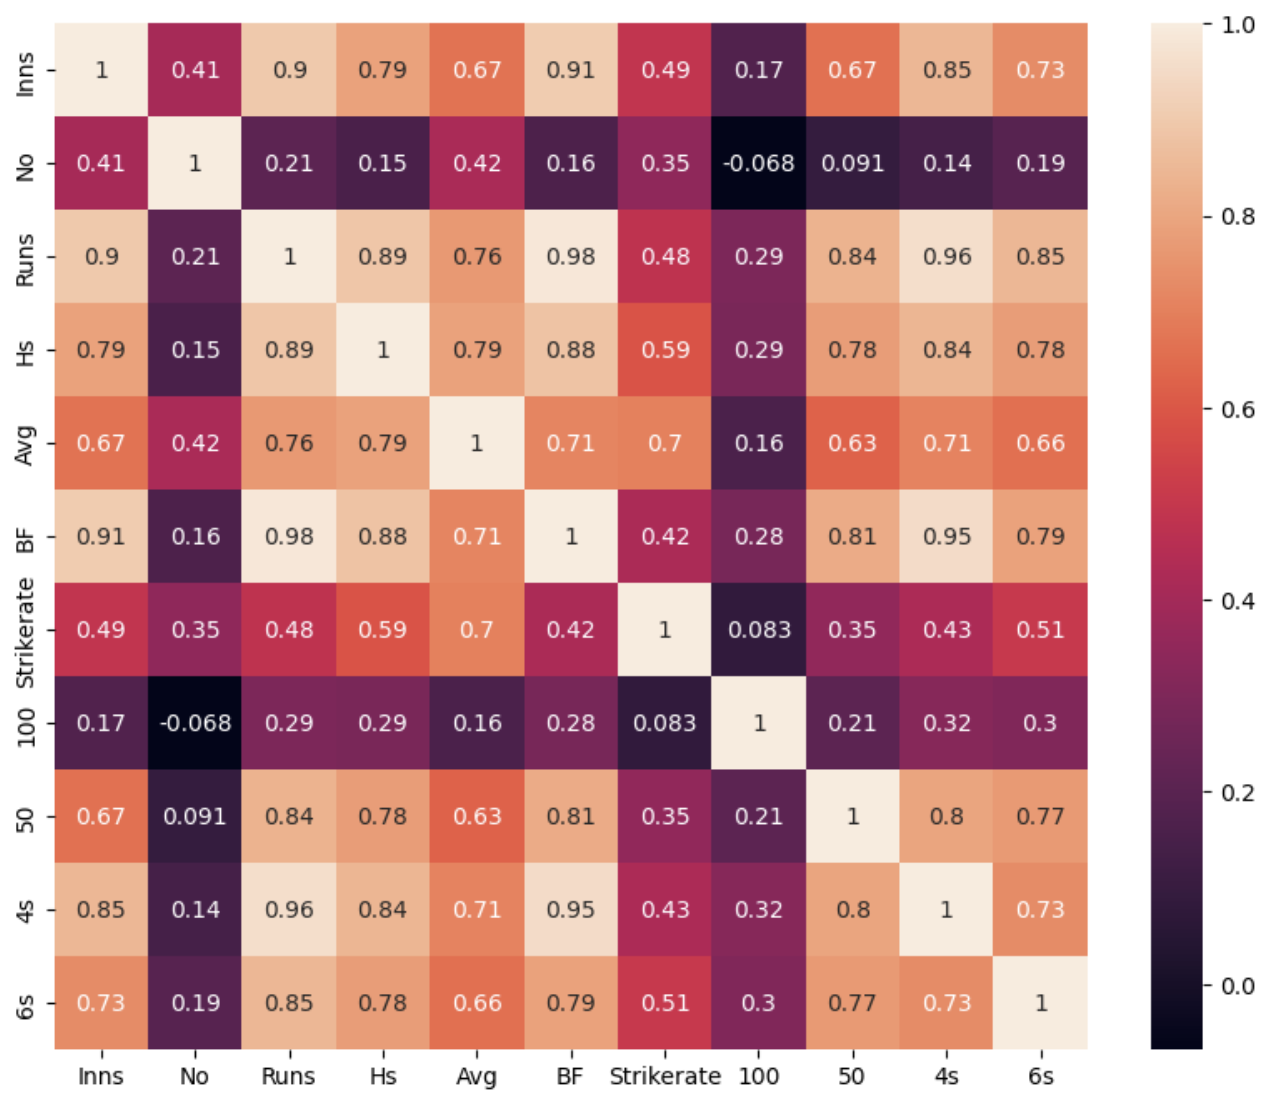 Inns 1 0.41 0.9 0.79 0.67 0.91 0.49 0.17 0.67 0.85 0.73
No 0.41 1 0.21 0.15 0.42 0.16 0.35 -0.068 0.091 0.14 0.19
Runs 0.9 0.21 1 0.89 0.76 0.98 0.48 0.29 0.84 0.96 0.85
Hs 0.79 0.15 0.89 1 0.79 0.88 0.59 0.29 0.78 0.84 0.78
Avg 0.67 0.42 0.76 0.79 1 0.71 0.7 0.16 0.63 0.71 0.66
BF 0.91 0.16 0.98 0.88 0.71 1 0.42 0.28 0.81 0.95 0.79
Strikerate 0.49 0.35 0.48 0.59 0.7 0.42 1 0.083 0.35 0.43 0.51
100 0.17 -0.068 0.29 0.29 0.16 0.28 0.083 1 0.21 0.32 0.3
50 0.67 0.091 0.84 0.78 0.63 0.81 0.35 0.21 1 0.8 0.77
4s 0.85 0.14 0.96 0.84 0.71 0.95 0.43 0.32 0.8 1 0.73
6s 0.73 0.19 0.85 0.78 0.66 0.79 0.51 0.3 0.77 0.73 1
Inns No Runs Hs Avg BF Strikerate 100 50 4s 6s
1.0
0.8
0.6
0.4
0.2
0.0